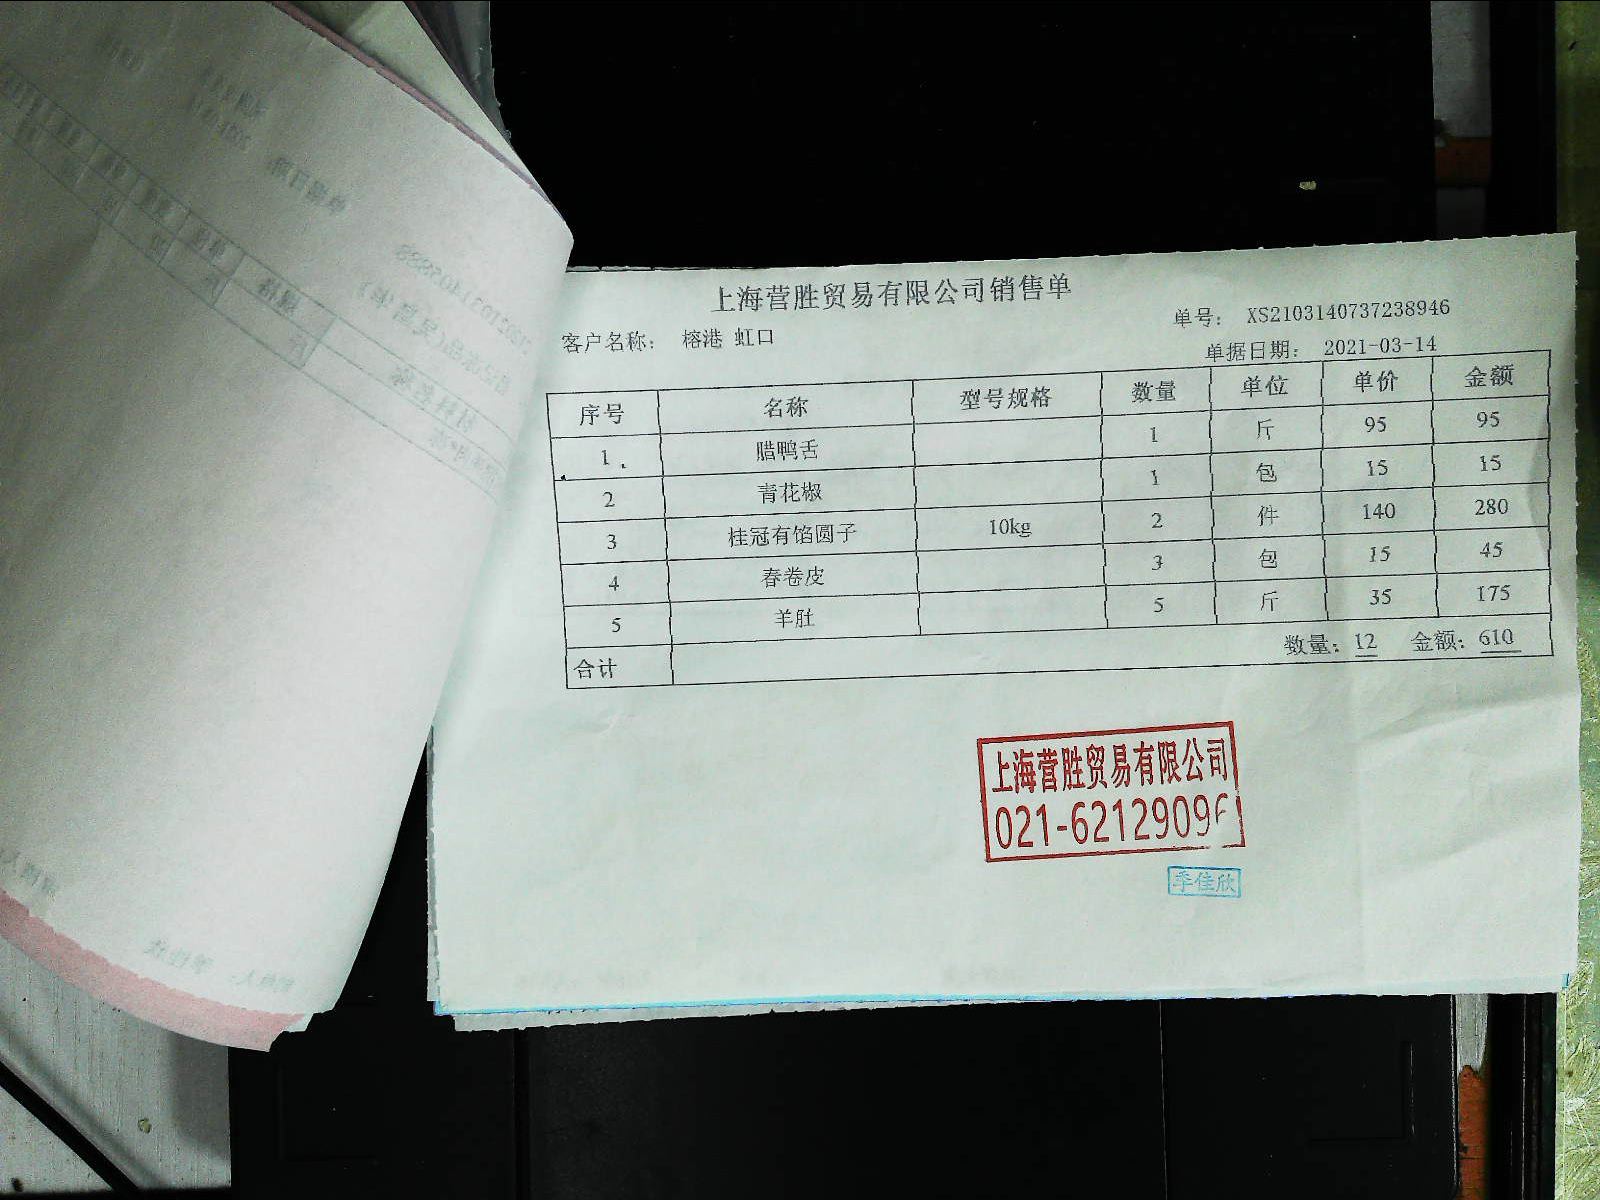 上海营胜贸易有限公司销售单
单号： XS2103140737238946
客户名称： 榕港 虹口
单据日期： 2021-03-14
序号 名称 型号规格 数量 单位 单价 金额
1 腊鸭舌 1 斤 95 95
2 青花椒 1 包 15 15
3 桂冠有馅圆子 10kg 2 件 140 280
4 春卷皮 3 包 15 45
5 羊肚 5 斤 35 175
合计 数量：12 金额：610
上海营胜贸易有限公司
021-62129096
季佳欣